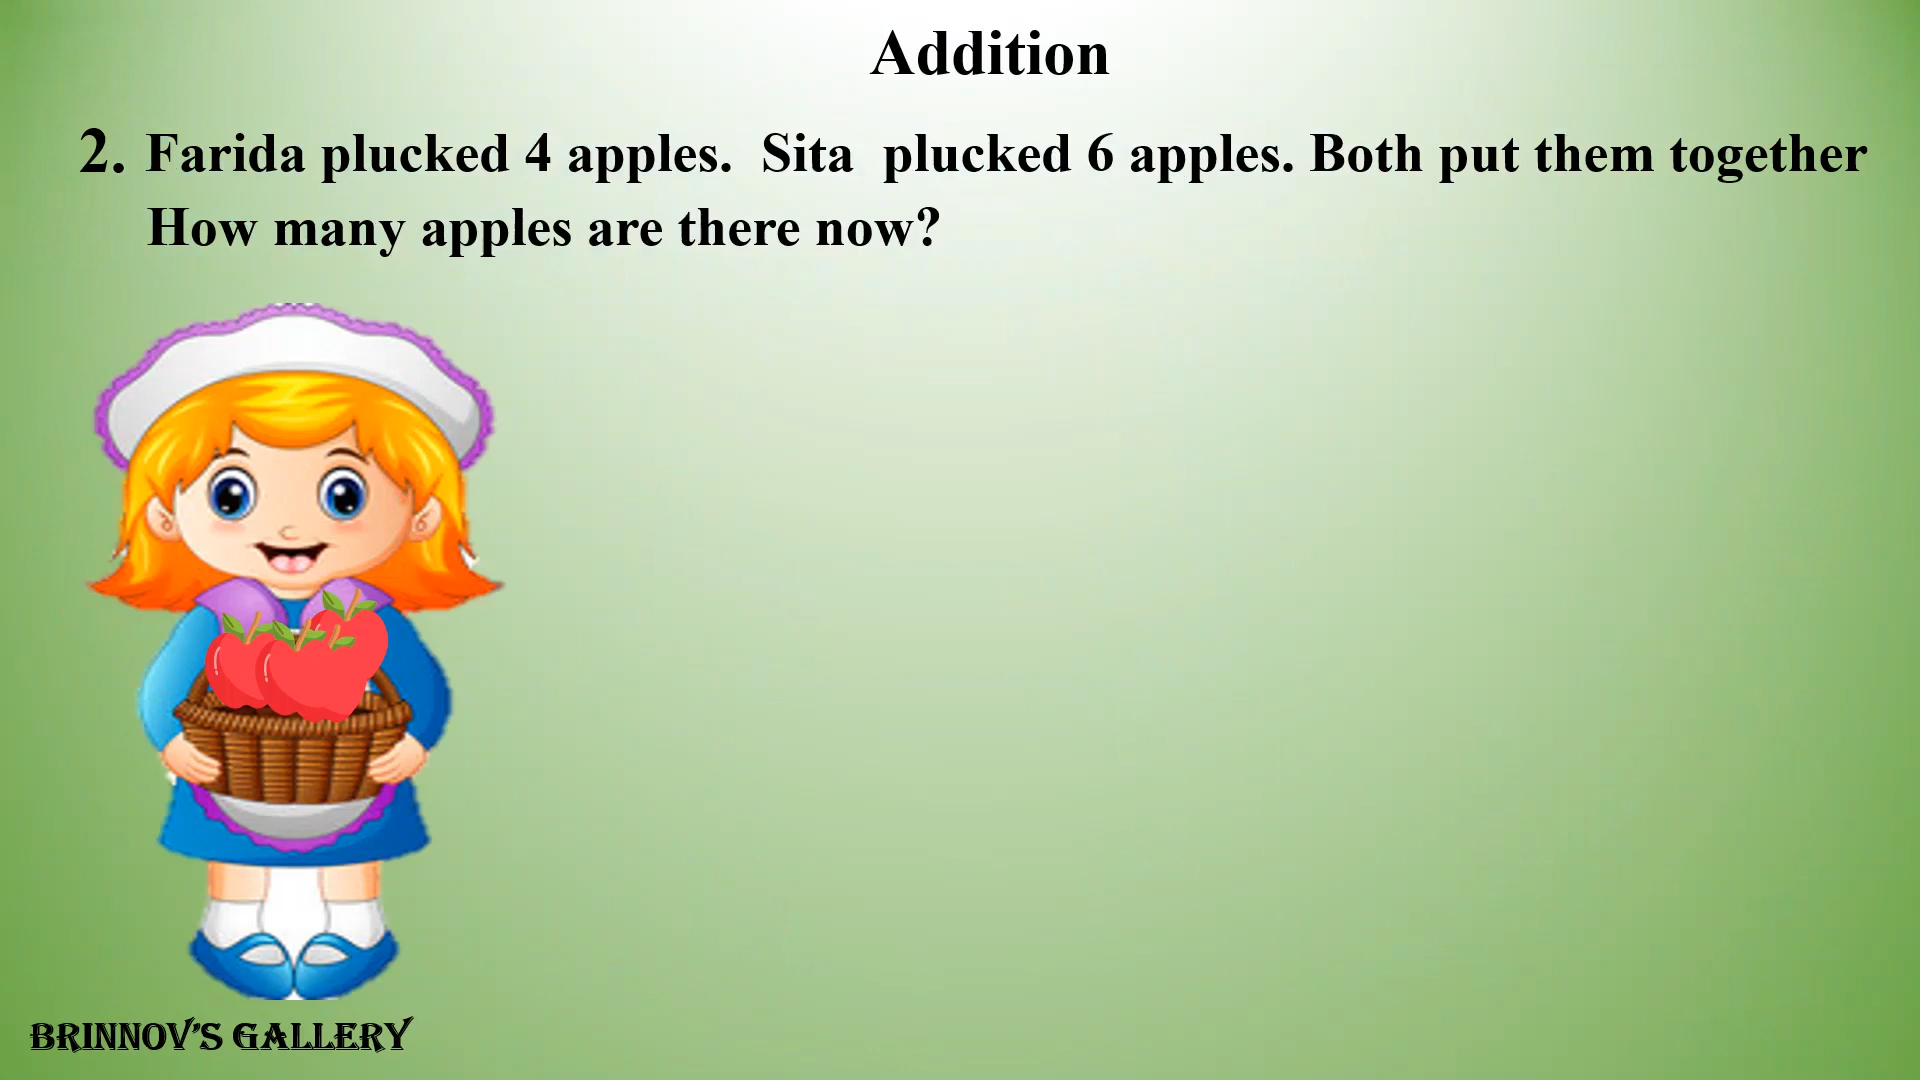 Addition
2. Farida plucked 4 apples. Sita plucked 6 apples. Both put them together
How many apples are there now?
BRINNOV'S GALLERY